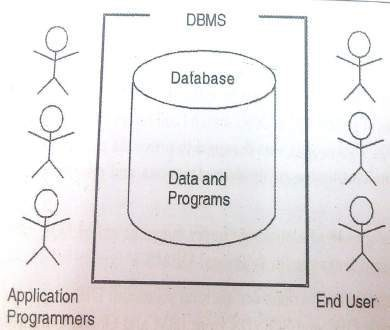 DBMS
Database
Data and
Programs
Application
Programmers
End User